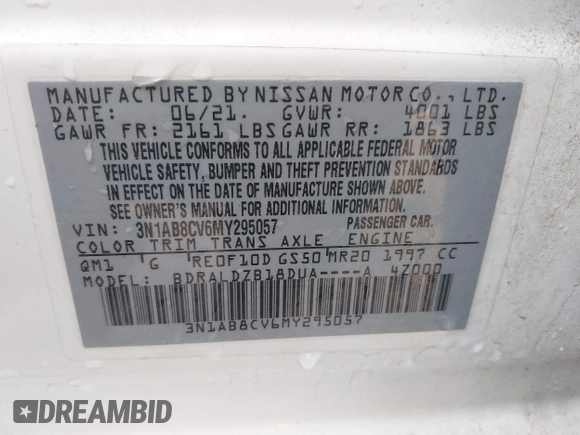 MANUFACTURED BY NISSAN MOTOR CO., LTD.
DATE: 06/21. GVWR: 4001 LBS
GAWR FR: 2161 LBS GAWR RR: 1863 LBS
THIS VEHICLE CONFORMS TO ALL APPLICABLE FEDERAL MOTOR
VEHICLE SAFETY, BUMPER AND THEFT PREVENTION STANDARDS
IN EFFECT ON THE DATE OF MANUFACTURE SHOWN ABOVE.
SEE OWNER'S MANUAL FOR ADDITIONAL INFORMATION.
VIN: 3N1AB8CV6MY295057 PASSENGER CAR.
COLOR TRIM TRANS AXLE ENGINE
QM1 G RE0F10D GS50 MR20 1997 CC
MODEL: BDRALDZB18DUA----A 4Z000
3N1AB8CV6MY295057
DREAMBID